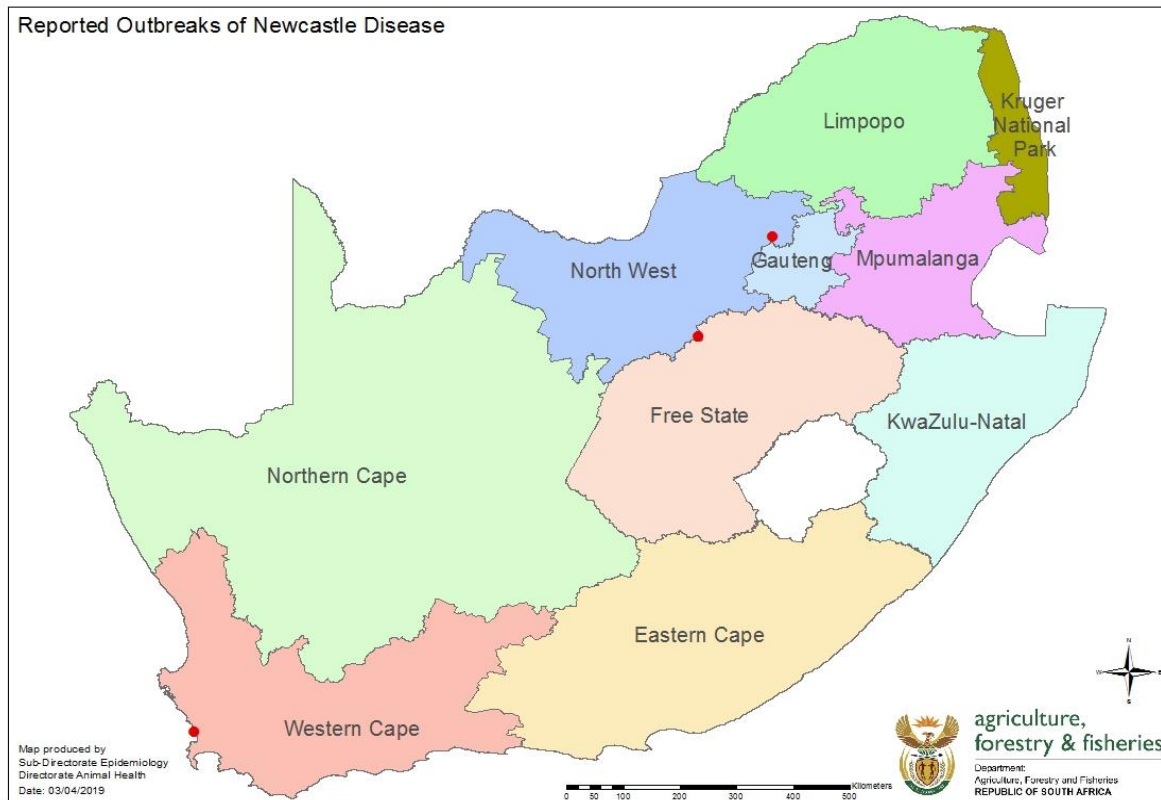 Reported Outbreaks of Newcastle Disease
Limpopo
Kruger
National
Park
North West
Gauteng
Mpumalanga
Free State
KwaZulu-Natal
Northern Cape
Eastern Cape
Western Cape
N
W
E
S
Map produced by
Sub-Directorate Epidemiology
Directorate Animal Health
Date: 03/04/2019
Kilometers
0 50 100 200 300 400 500
agriculture,
forestry & fisheries
Department:
Agriculture, Forestry and Fisheries
REPUBLIC OF SOUTH AFRICA